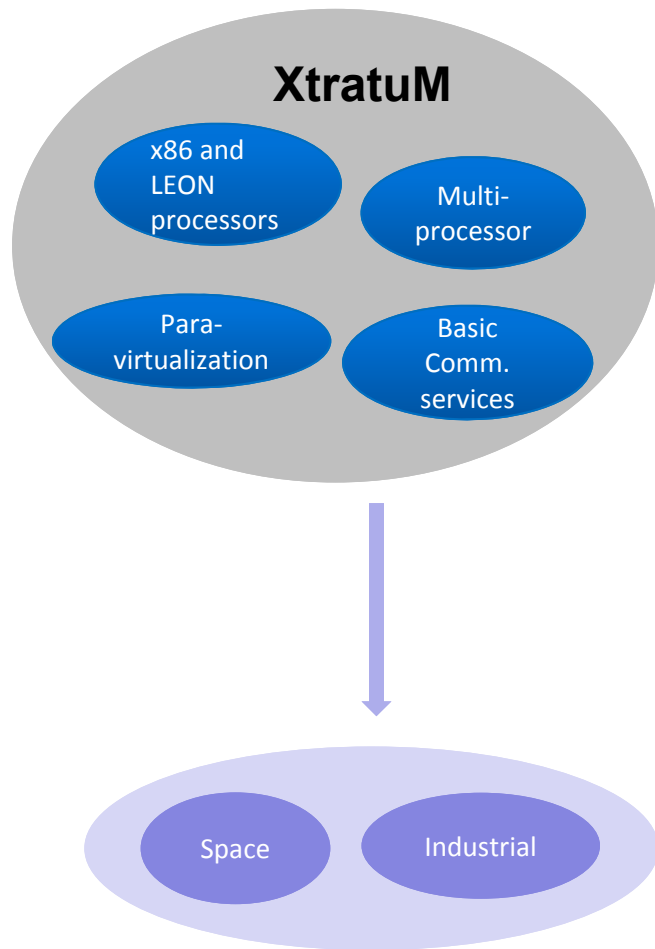 XtratuM
x86 and
LEON
processors
Multi-
processor
Para-
virtualization
Basic
Comm.
services
Space
Industrial